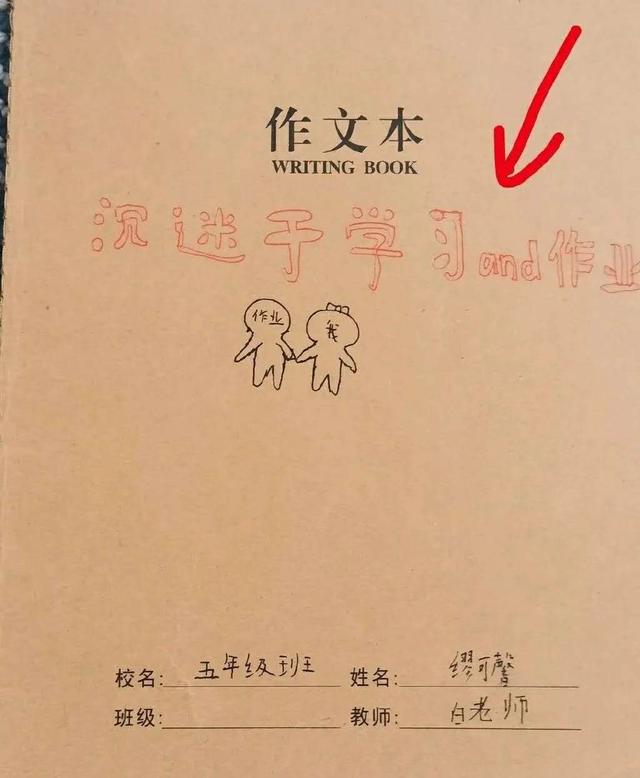 作文本
WRITING BOOK
沉迷于学习and作业
作业 我
校名: 五年级班 姓名: 缪可馨
班级: 教师: 白老师